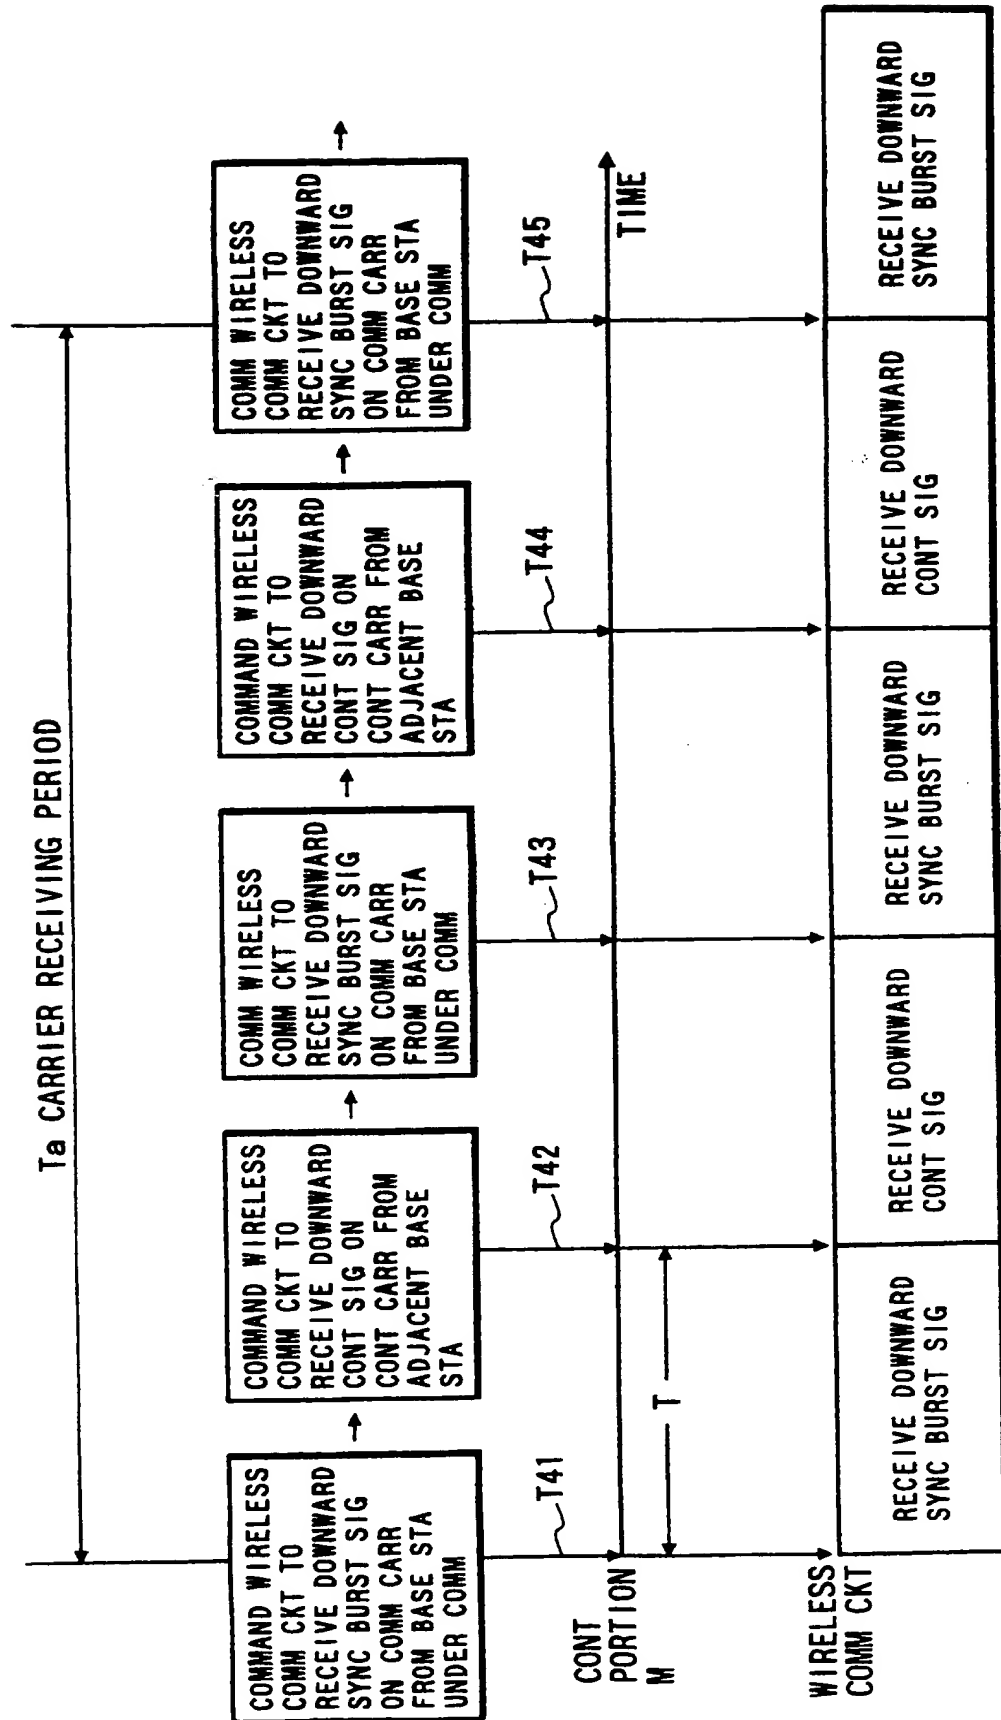 Ta CARRIER RECEIVING PERIOD
COMMAND WIRELESS
COMM CKT TO
RECEIVE DOWNWARD
SYNC BURST SIG
ON COMM CARR
FROM BASE STA
UNDER COMM
COMMAND WIRELESS
COMM CKT TO
RECEIVE DOWNWARD
CONT SIG ON
CONT CARR FROM
ADJACENT BASE
STA
COMM WIRELESS
COMM CKT TO
RECEIVE DOWNWARD
SYNC BURST SIG
ON COMM CARR
FROM BASE STA
UNDER COMM
COMMAND WIRELESS
COMM CKT TO
RECEIVE DOWNWARD
CONT SIG ON
CONT CARR FROM
ADJACENT BASE
STA
COMM WIRELESS
COMM CKT TO
RECEIVE DOWNWARD
SYNC BURST SIG
ON COMM CARR
FROM BASE STA
UNDER COMM
T41
T42
T43
T44
T45
CONT
PORTION
M
TIME
T
WIRELESS
COMM CKT
RECEIVE DOWNWARD
SYNC BURST SIG
RECEIVE DOWNWARD
CONT SIG
RECEIVE DOWNWARD
SYNC BURST SIG
RECEIVE DOWNWARD
CONT SIG
RECEIVE DOWNWARD
SYNC BURST SIG